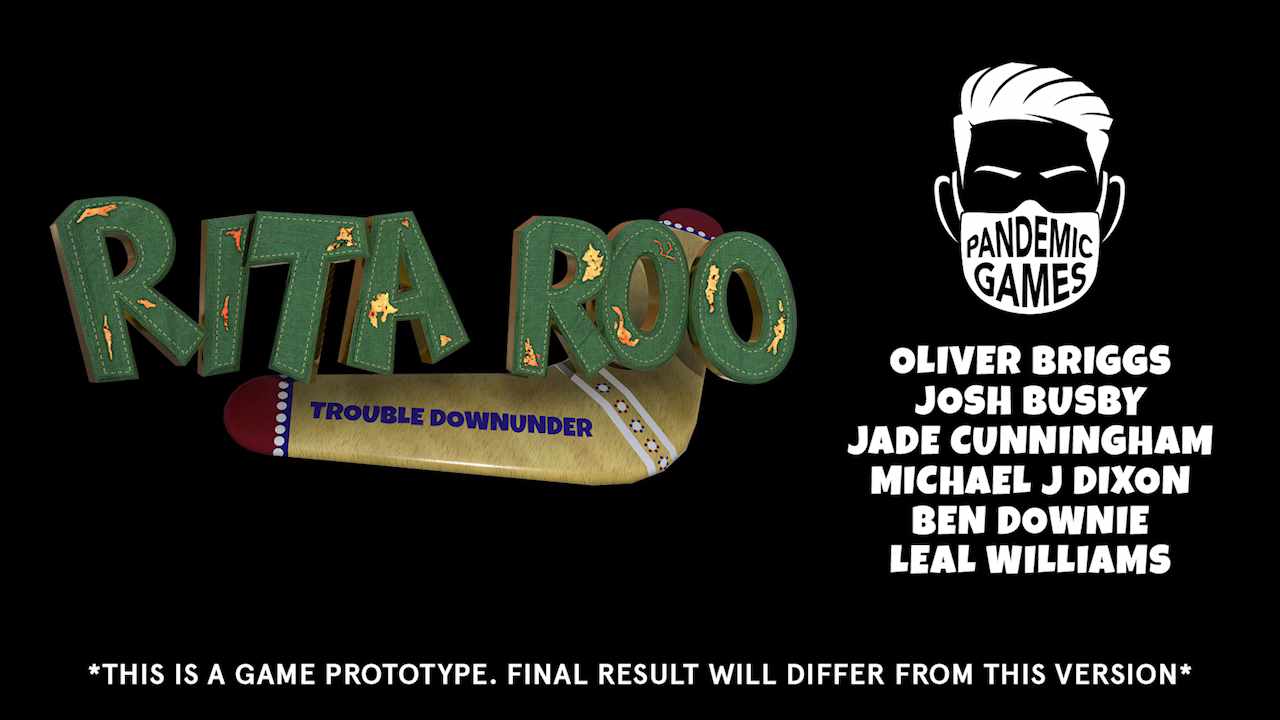 RITA ROO
TROUBLE DOWNUNDER
PANDEMIC
GAMES
OLIVER BRIGGS
JOSH BUSBY
JADE CUNNINGHAM
MICHAEL J DIXON
BEN DOWNIE
LEAL WILLIAMS
*THIS IS A GAME PROTOTYPE. FINAL RESULT WILL DIFFER FROM THIS VERSION*